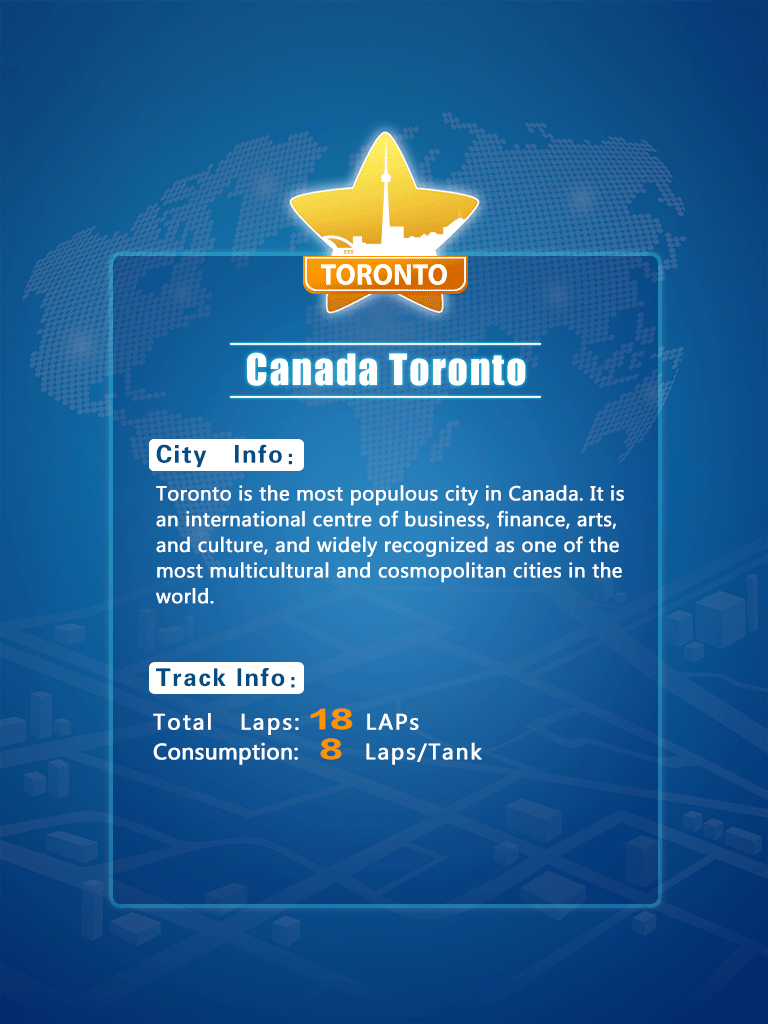 TORONTO
Canada Toronto
City Info:
Toronto is the most populous city in Canada. It is
an international centre of business, finance, arts,
and culture, and widely recognized as one of the
most multicultural and cosmopolitan cities in the
world.
Track Info:
Total Laps: 18 LAPs
Consumption: 8 Laps/Tank